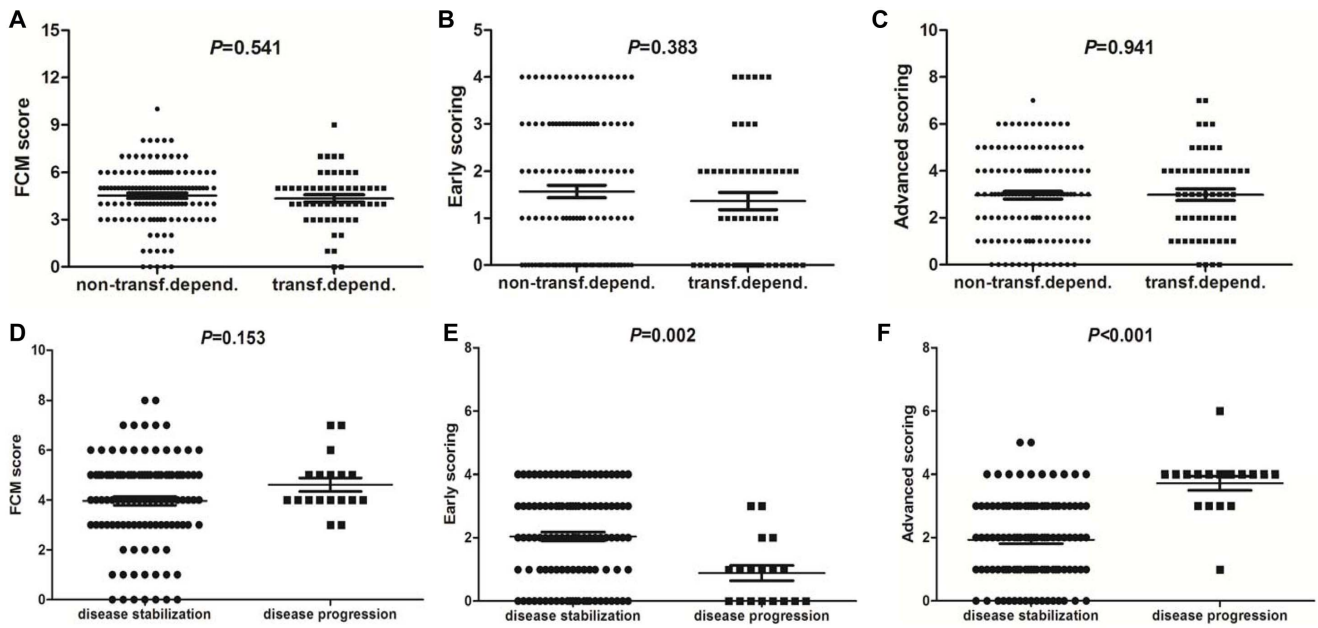 A
P=0.541
FCM score
15
12
9
6
3
0
non-transf.depend.
transf.depend.
B
P=0.383
Early scoring
5
4
3
2
1
0
non-transf.depend.
transf.depend.
C
P=0.941
Advanced scoring
10
8
6
4
2
0
non-transf.depend.
transf.depend.
D
P=0.153
FCM score
10
8
6
4
2
0
disease stabilization
disease progression
E
P=0.002
Early scoring
8
6
4
2
0
disease stabilization
disease progression
F
P<0.001
Advanced scoring
8
6
4
2
0
disease stabilization
disease progression